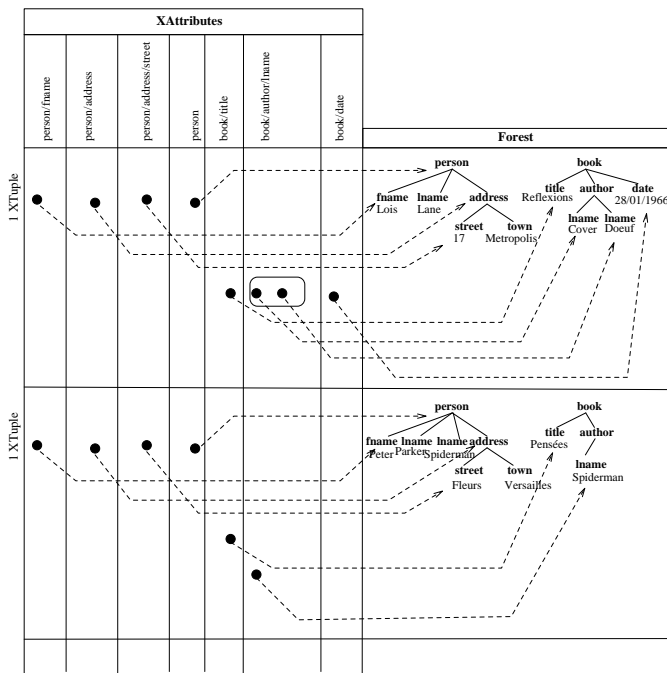 XAttributes
person/fname
person/address
person/address/street
person
book/title
book/author/lname
book/date
Forest
1 XTuple
person book
fname lname address title author date
Lois Lane Reflexions 28/01/1966
street town lname lname
17 Metropolis Cover Doeuf
1 XTuple
person book
fname lname lname address title author
Peter Parker Spiderman Pensées
street town lname
Fleurs Versailles Spiderman